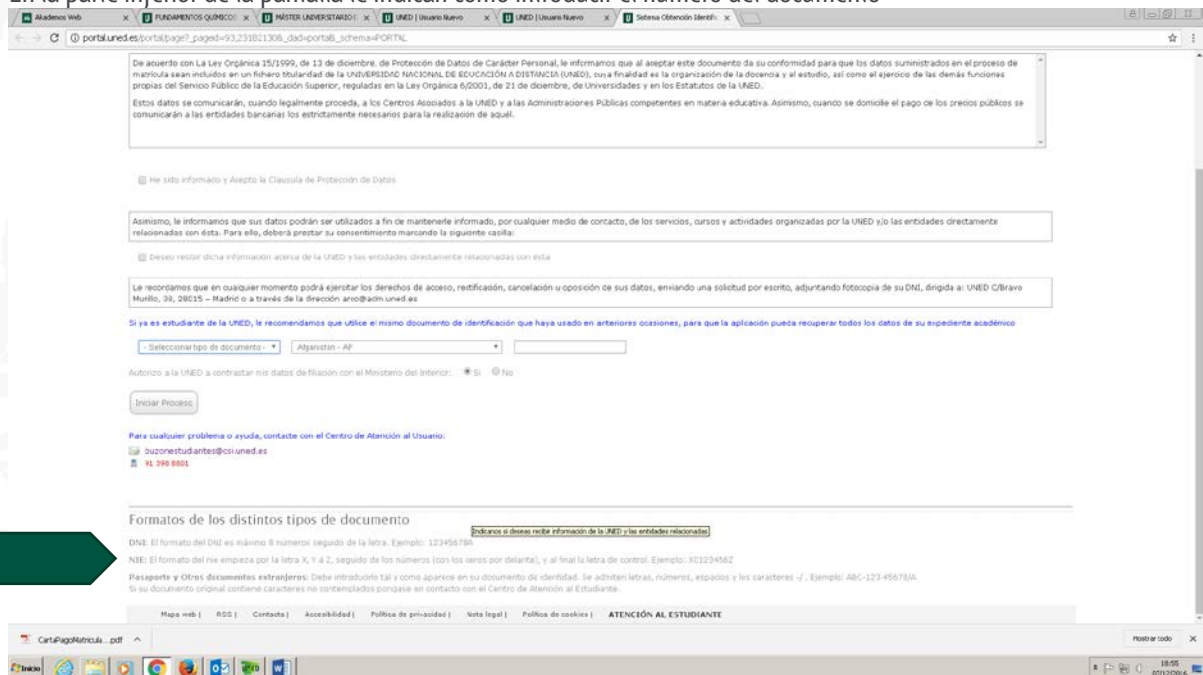 En la parte inferior de la pantalla le indican como introducir el número del documento
Akademos Web
FUNDAMENTOS QUÍMICOS
MÁSTER UNIVERSITARIO
UNED | Usuario Nuevo
UNED | Usuario Nuevo
Sistema Obtención Identifi
portal.uned.es/portal/page?_pageid=93,23182130&_dad=portal&_schema=PORTAL
De acuerdo con La Ley Orgánica 15/1999, de 13 de diciembre, de Protección de Datos de Carácter Personal, le informamos que al aceptar este documento da su conformidad para que los datos suministrados en el proceso de
matrícula sean incluidos en un fichero titularidad de la UNIVERSIDAD NACIONAL DE EDUCACIÓN A DISTANCIA (UNED), cuya finalidad es la organización de la docencia y el estudio, así como el ejercicio de las demás funciones
propias del Servicio Público de la Educación Superior, reguladas en la Ley Orgánica 6/2001, de 21 de diciembre, de Universidades y en los Estatutos de la UNED.
Estos datos se comunicarán, cuando legalmente proceda, a los Centros Asociados a la UNED y a las Administraciones Públicas competentes en materia educativa. Asimismo, cuando se domicilie el pago de los precios públicos se
comunicarán a las entidades bancarias los estrictamente necesarios para la realización de aquél.
He sido informado y Acepto la Clausula de Protección de Datos
Asimismo, le informamos que sus datos podrán ser utilizados a fin de mantenerle informado, por cualquier medio de contacto, de los servicios, cursos y actividades organizadas por la UNED y/o las entidades directamente
relacionadas con ésta. Para ello, deberá prestar su consentimiento marcando la siguiente casilla:
Deseo recibir dicha información acerca de la UNED y las entidades directamente relacionadas con ésta
Le recordamos que en cualquier momento podrá ejercitar los derechos de acceso, rectificación, cancelación u oposición de sus datos, enviando una solicitud por escrito, adjuntando fotocopia de su DNI, dirigida a: UNED C/Bravo
Murillo, 38, 28015 – Madrid o a través de la dirección arco@adm.uned.es
Si ya es estudiante de la UNED, le recomendamos que utilice el mismo documento de identificación que haya usado en anteriores ocasiones, para que la aplicación pueda recuperar todos los datos de su expediente académico
- Seleccionar tipo de documento -
Afganistan - AF
Autorizo a la UNED a contrastar mis datos de filiación con el Ministerio del Interior: Si No
Iniciar Proceso
Para cualquier problema o ayuda, contacte con el Centro de Atención al Usuario:
buzonestudiantes@csi.uned.es
91 398 8801
Formatos de los distintos tipos de documento
Indicanos si deseas recibir información de la UNED y las entidades relacionadas
DNI: El formato del DNI es máximo 8 números seguido de la letra. Ejemplo: 12345678A
NIE: El formato del nie empieza por la letra X, Y á Z, seguido de los números (con los ceros por delante), y al final la letra de control. Ejemplo: X0123456Z
Pasaporte y Otros documentos extranjeros: Debe introducirlo tal y como aparece en su documento de identidad. Se admiten letras, números, espacios y los caracteres -/ . Ejemplo: ABC-123 45678/A
Si su documento original contiene caracteres no contemplados pongase en contacto con el Centro de Atención al Estudiante.
Mapa web | RSS | Contacta | Accesibilidad | Política de privacidad | Nota legal | Política de cookies | ATENCIÓN AL ESTUDIANTE
CartaPagoMatricula....pdf
Mostrar todo
Inicio
18:55
07/12/2016